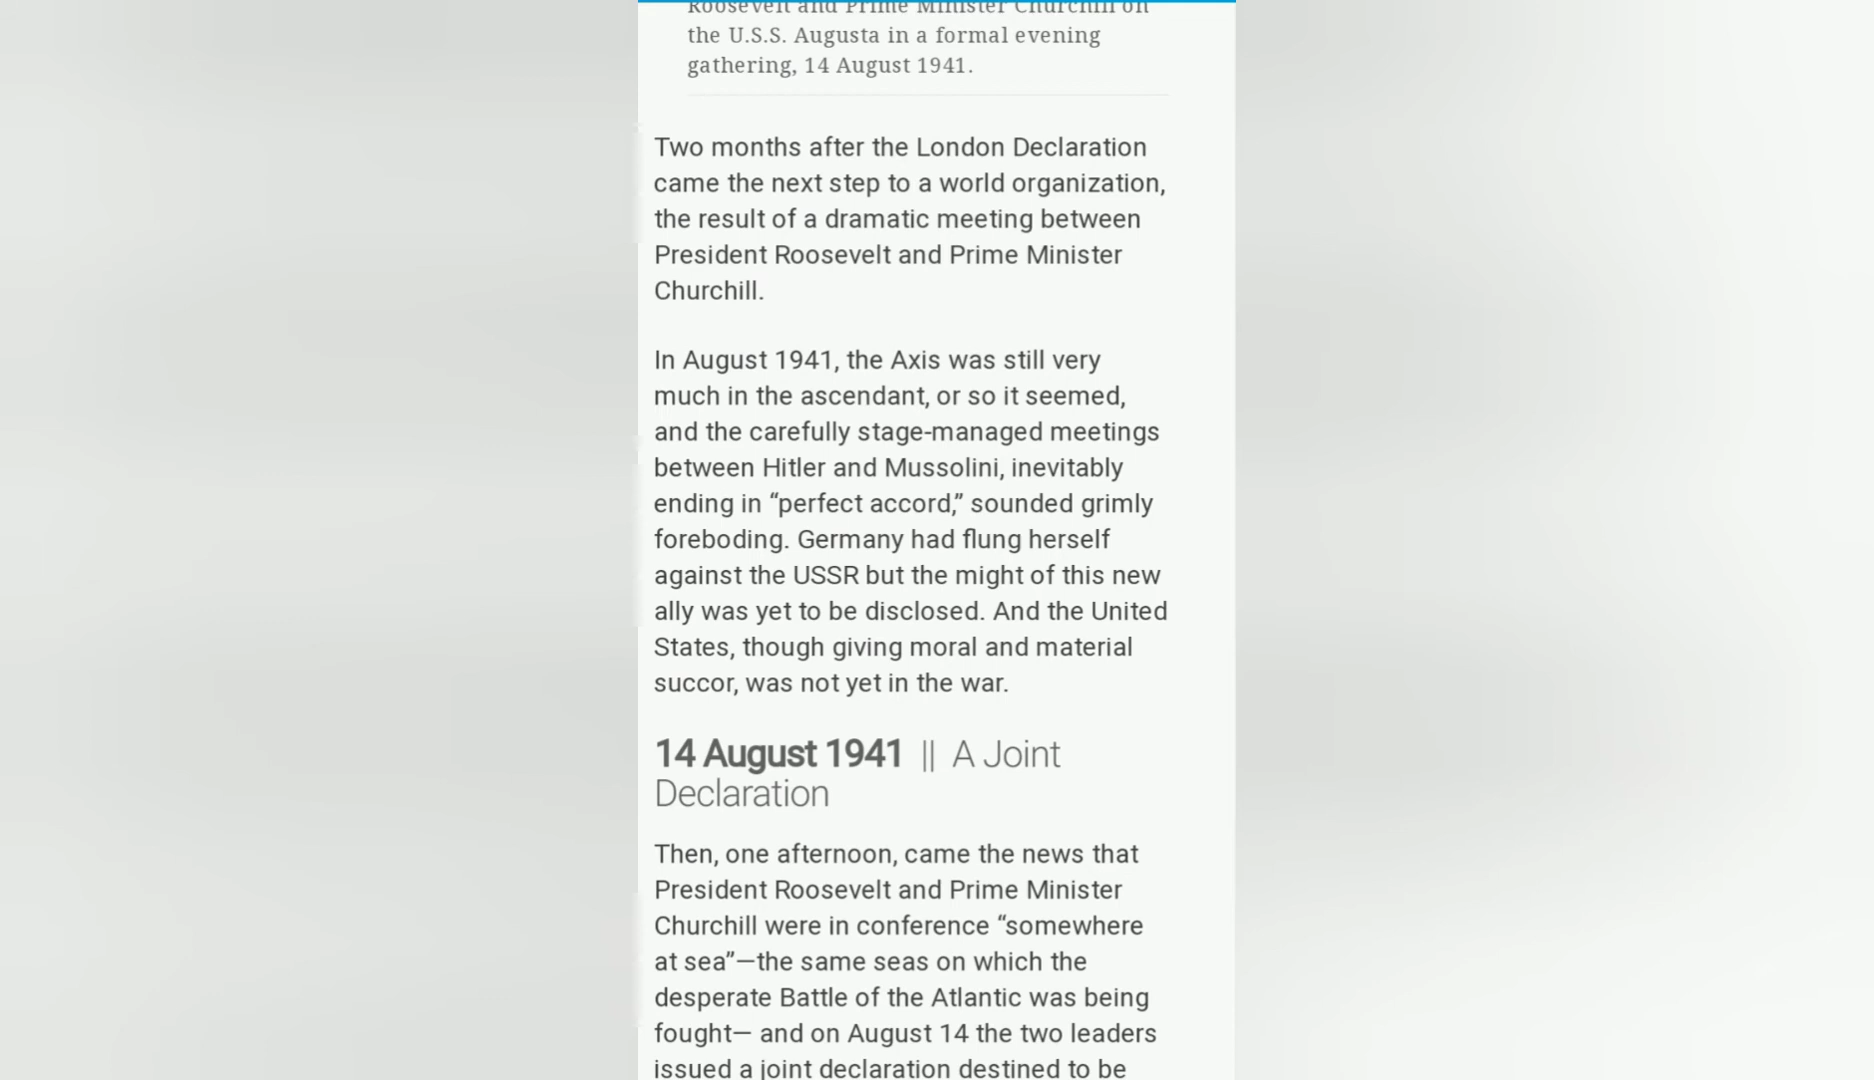 Roosevelt and Prime Minister Churchill on
the U.S.S. Augusta in a formal evening
gathering, 14 August 1941.
Two months after the London Declaration
came the next step to a world organization,
the result of a dramatic meeting between
President Roosevelt and Prime Minister
Churchill.
In August 1941, the Axis was still very
much in the ascendant, or so it seemed,
and the carefully stage-managed meetings
between Hitler and Mussolini, inevitably
ending in “perfect accord,” sounded grimly
foreboding. Germany had flung herself
against the USSR but the might of this new
ally was yet to be disclosed. And the United
States, though giving moral and material
succor, was not yet in the war.
14 August 1941 || A Joint
Declaration
Then, one afternoon, came the news that
President Roosevelt and Prime Minister
Churchill were in conference “somewhere
at sea”—the same seas on which the
desperate Battle of the Atlantic was being
fought— and on August 14 the two leaders
issued a joint declaration destined to be